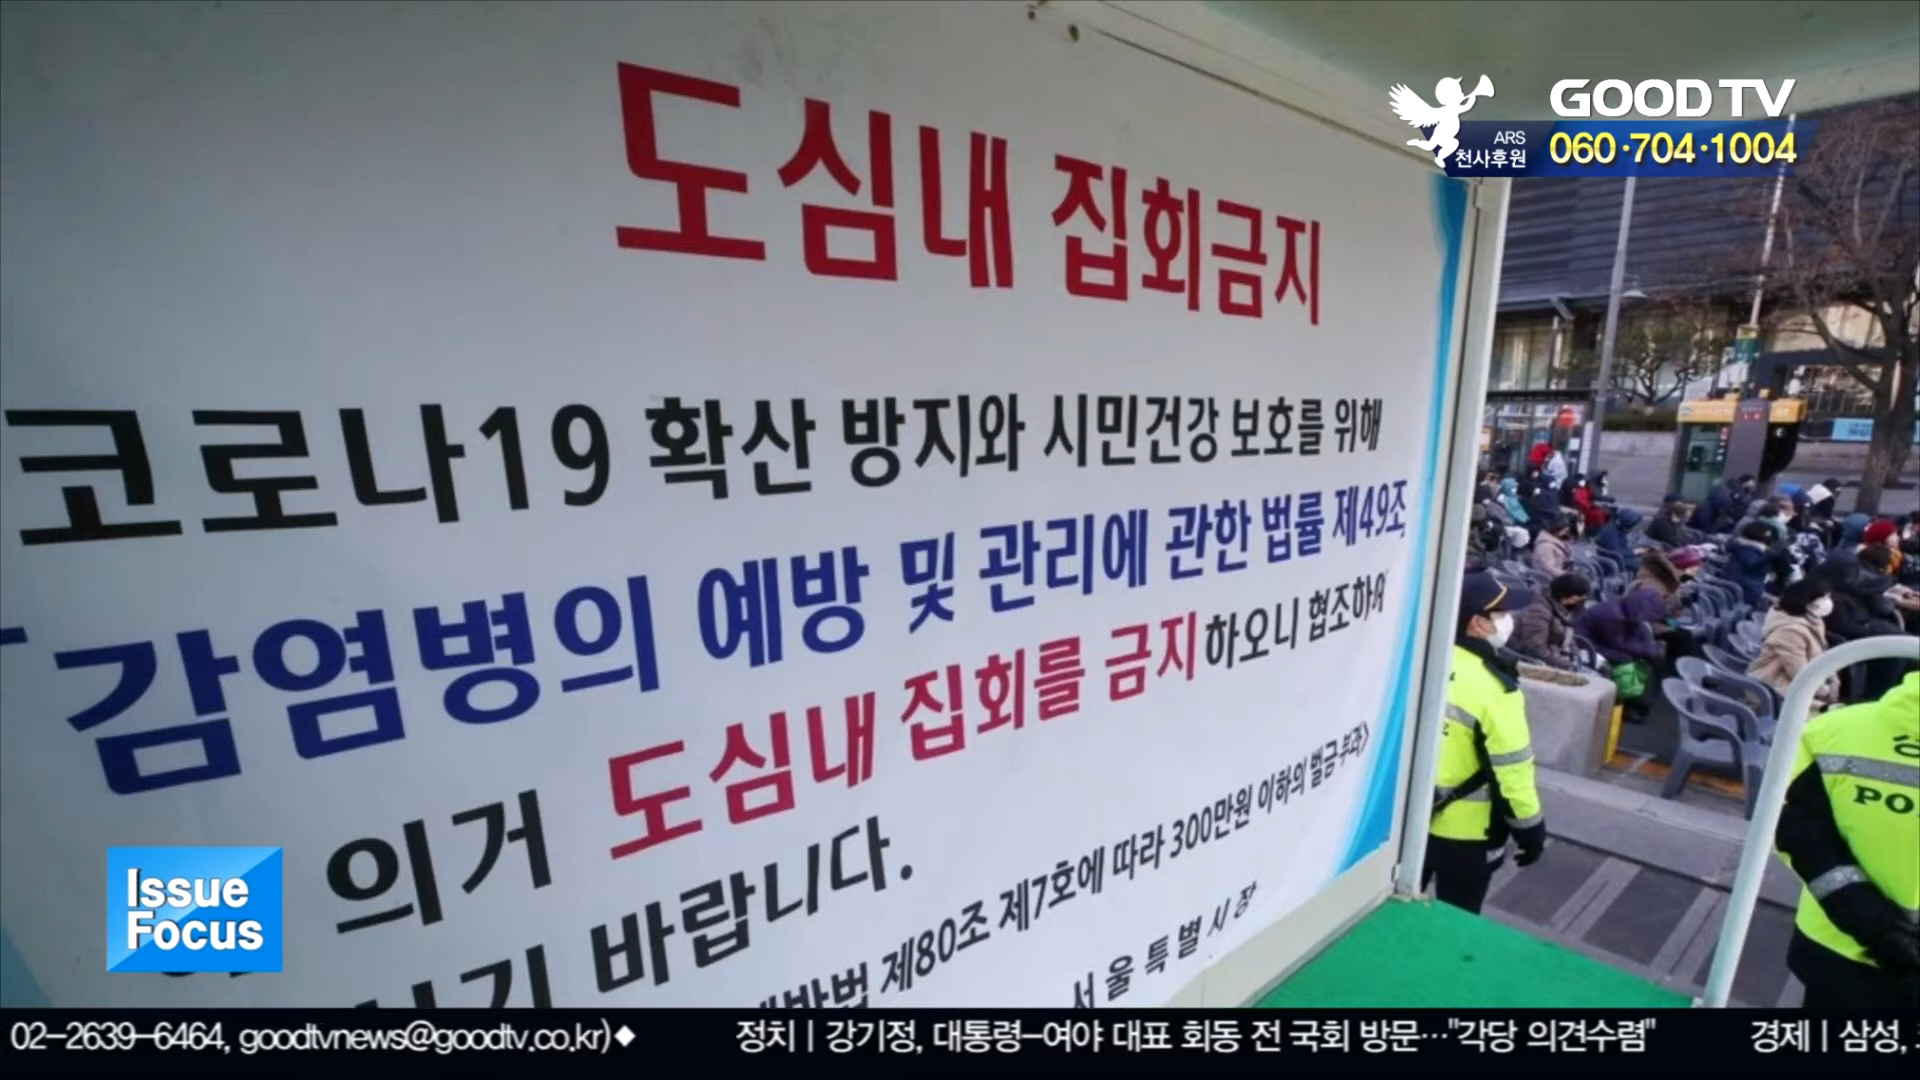 GOOD TV
ARS
천사후원
060·704·1004
도심내 집회금지
코로나19 확산 방지와 시민건강 보호를 위해
「감염병의 예방 및 관리에 관한 법률 제49조
의거 도심내 집회를 금지하오니 협조하여
바랍니다.
제80조 제7호에 따라 300만원 이하의 벌금부과>
서울특별시장
PO
Issue
Focus
02-2639-6464, goodtvnews@goodtv.co.kr)◆ 정치 | 강기정, 대통령-여야 대표 회동 전 국회 방문…"각당 의견수렴" 경제 | 삼성,